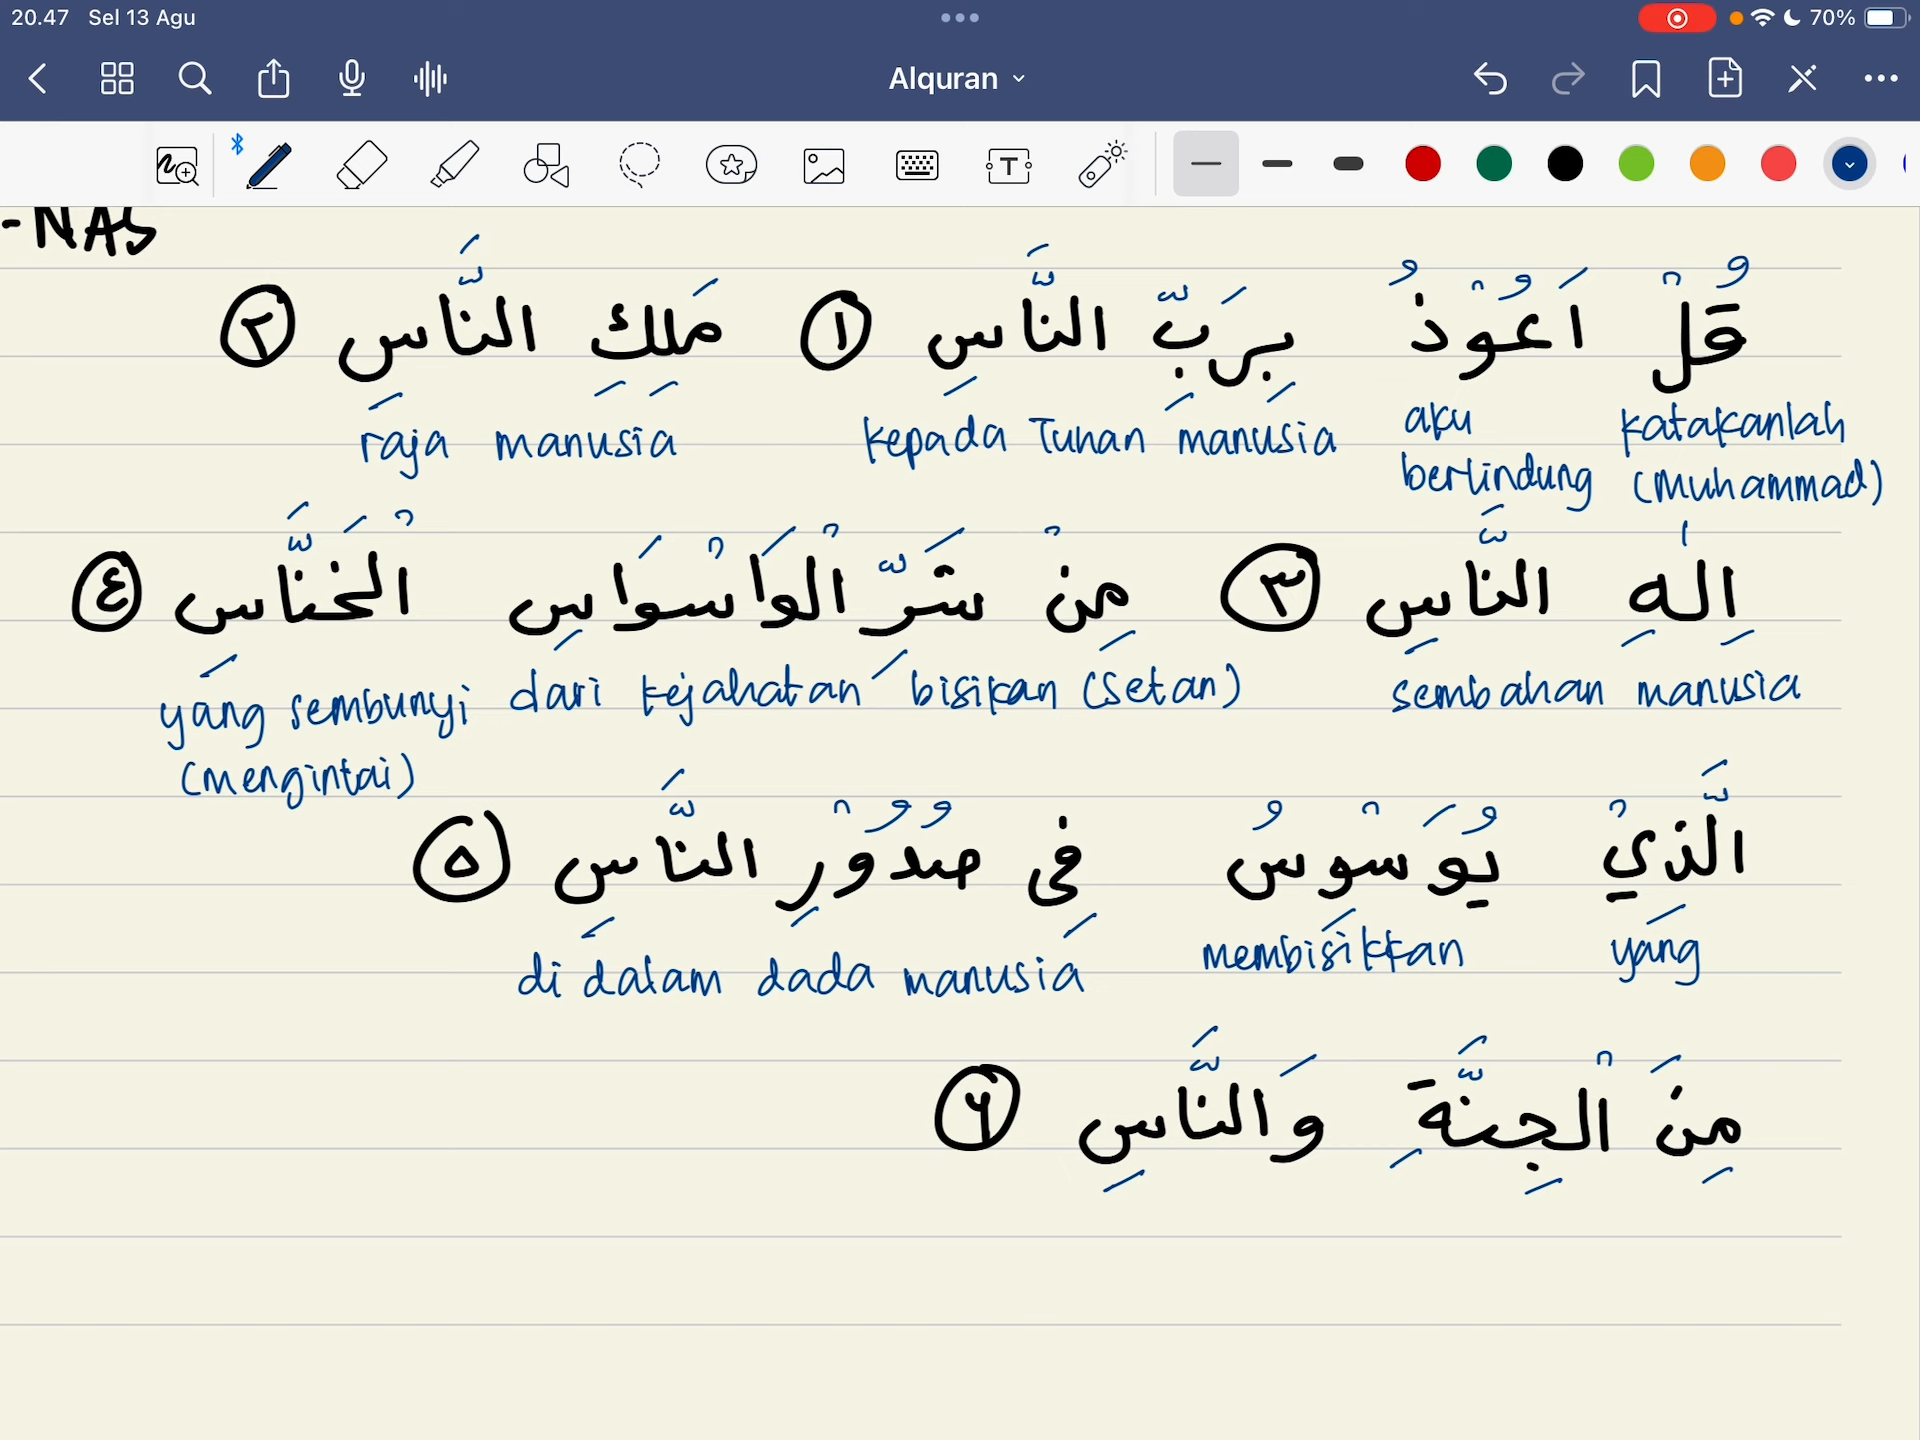 20.47 Sel 13 Agu
70%
Alquran
T
-NAS
قُلْ اَعُوْذُ بِرَبِّ النَّاسِ ١ مَلِكِ النَّاسِ ٢
katakanlah (Muhammad) aku berlindung kepada Tuhan manusia raja manusia
اِلٰهِ النَّاسِ ٣ مِنْ شَرِّ الْوَاسْوَاسِ الْخَنَّاسِ ٤
sembahan manusia dari kejahatan bisikan (setan) yang sembunyi (mengintai)
الَّذِيْ يُوَسْوِسُ فِى صُدُوْرِ النَّاسِ ٥
yang membisikkan di dalam dada manusia
مِنَ الْجِنَّةِ وَالنَّاسِ ٦